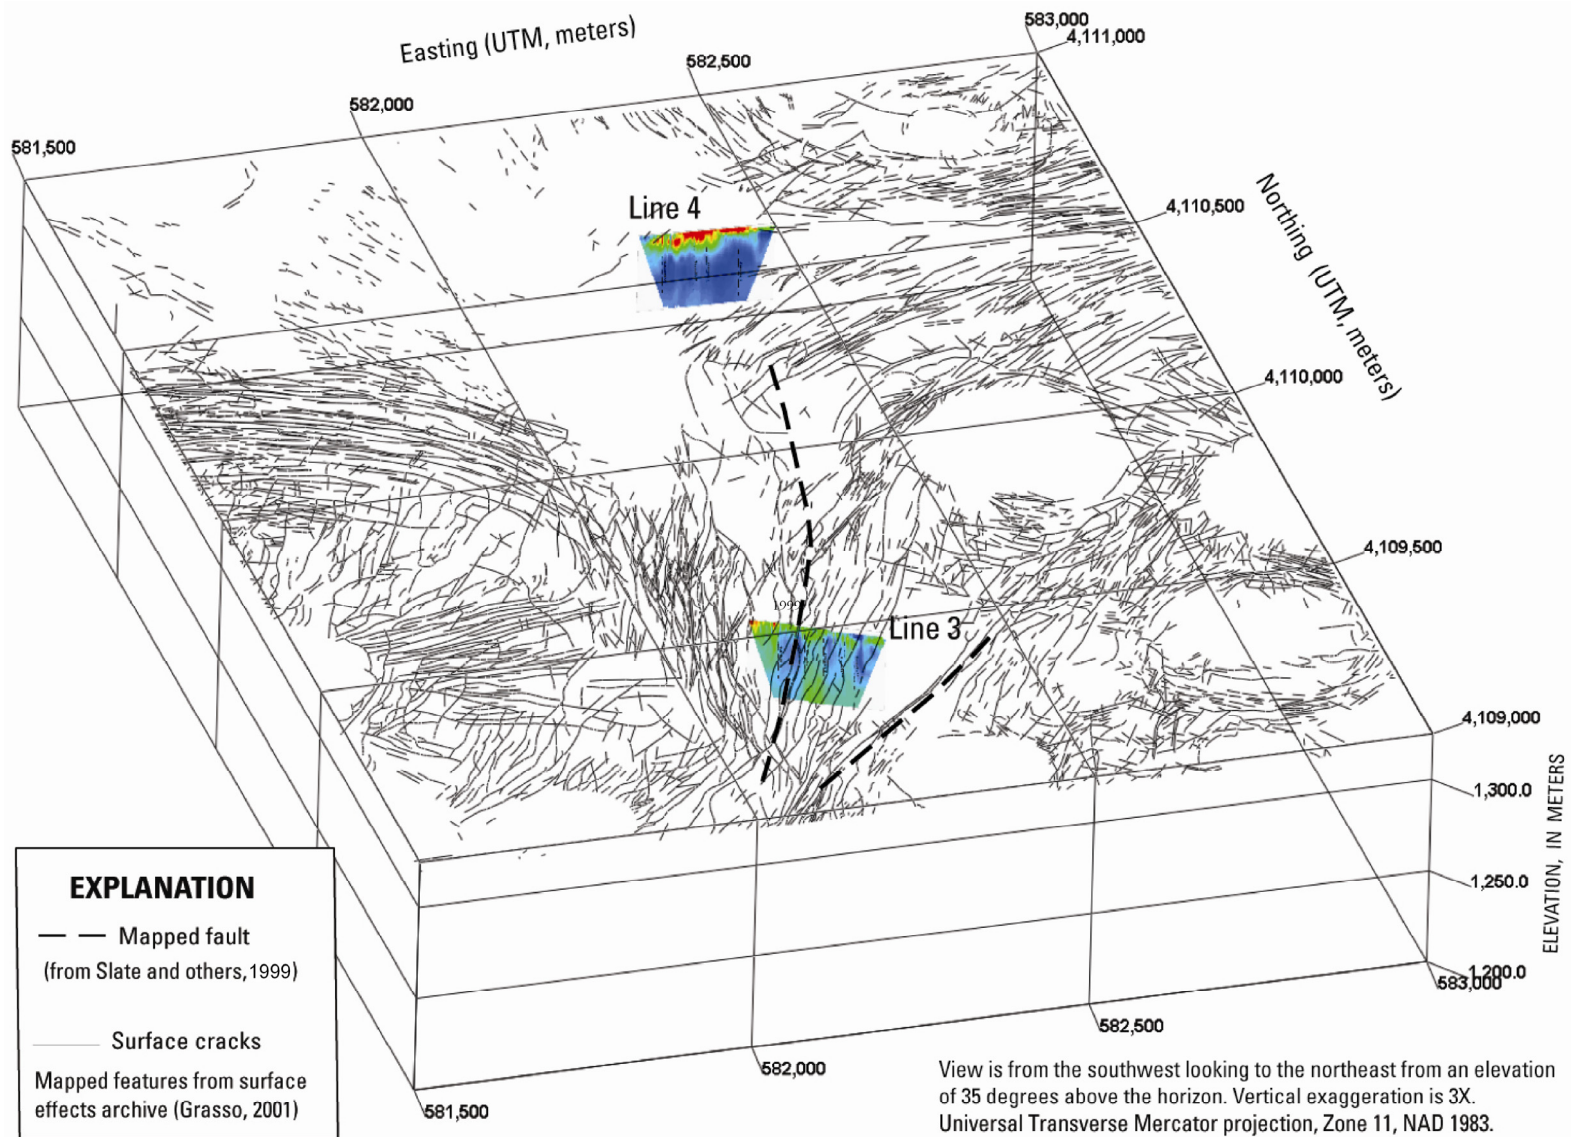 Easting (UTM, meters)
583,000
4,111,000
582,500
582,000
581,500
Line 4
4,110,500
Northing (UTM, meters)
4,110,000
4,109,500
1999
Line 3
4,109,000
1,300.0
1,250.0
1,200.0
ELEVATION, IN METERS
583,000
582,500
582,000
581,500
EXPLANATION
Mapped fault
(from Slate and others,1999)
Surface cracks
Mapped features from surface
effects archive (Grasso, 2001)
View is from the southwest looking to the northeast from an elevation
of 35 degrees above the horizon. Vertical exaggeration is 3X.
Universal Transverse Mercator projection, Zone 11, NAD 1983.